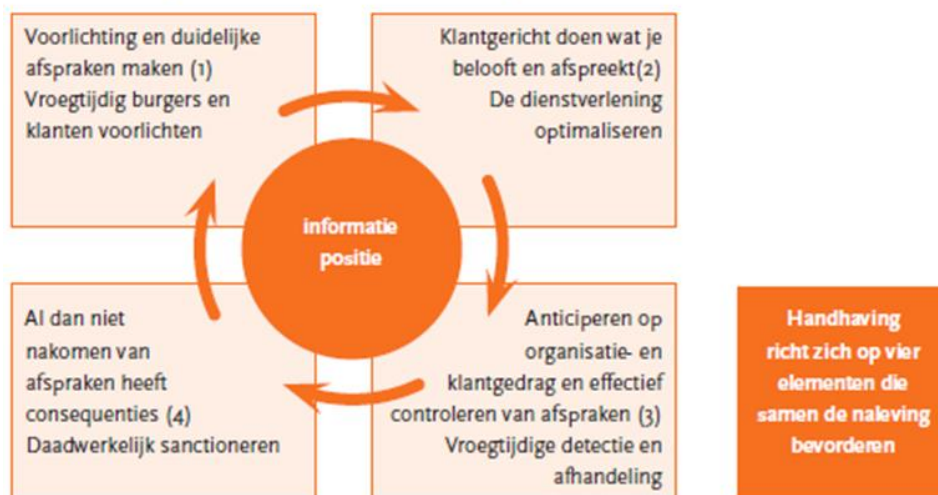 Voorlichting en duidelijke
afspraken maken (1)
Vroegtijdig burgers en
klanten voorlichten
Klantgericht doen wat je
belooft en afspreekt(2)
De dienstverlening
optimaliseren
informatie
positie
Al dan niet
nakomen van
afspraken heeft
consequenties (4)
Daadwerkelijk sanctioneren
Anticiperen op
organisatie- en
klantgedrag en effectief
controleren van afspraken (3)
Vroegtijdige detectie en
afhandeling
Handhaving
richt zich op vier
elementen die
samen de naleving
bevorderen